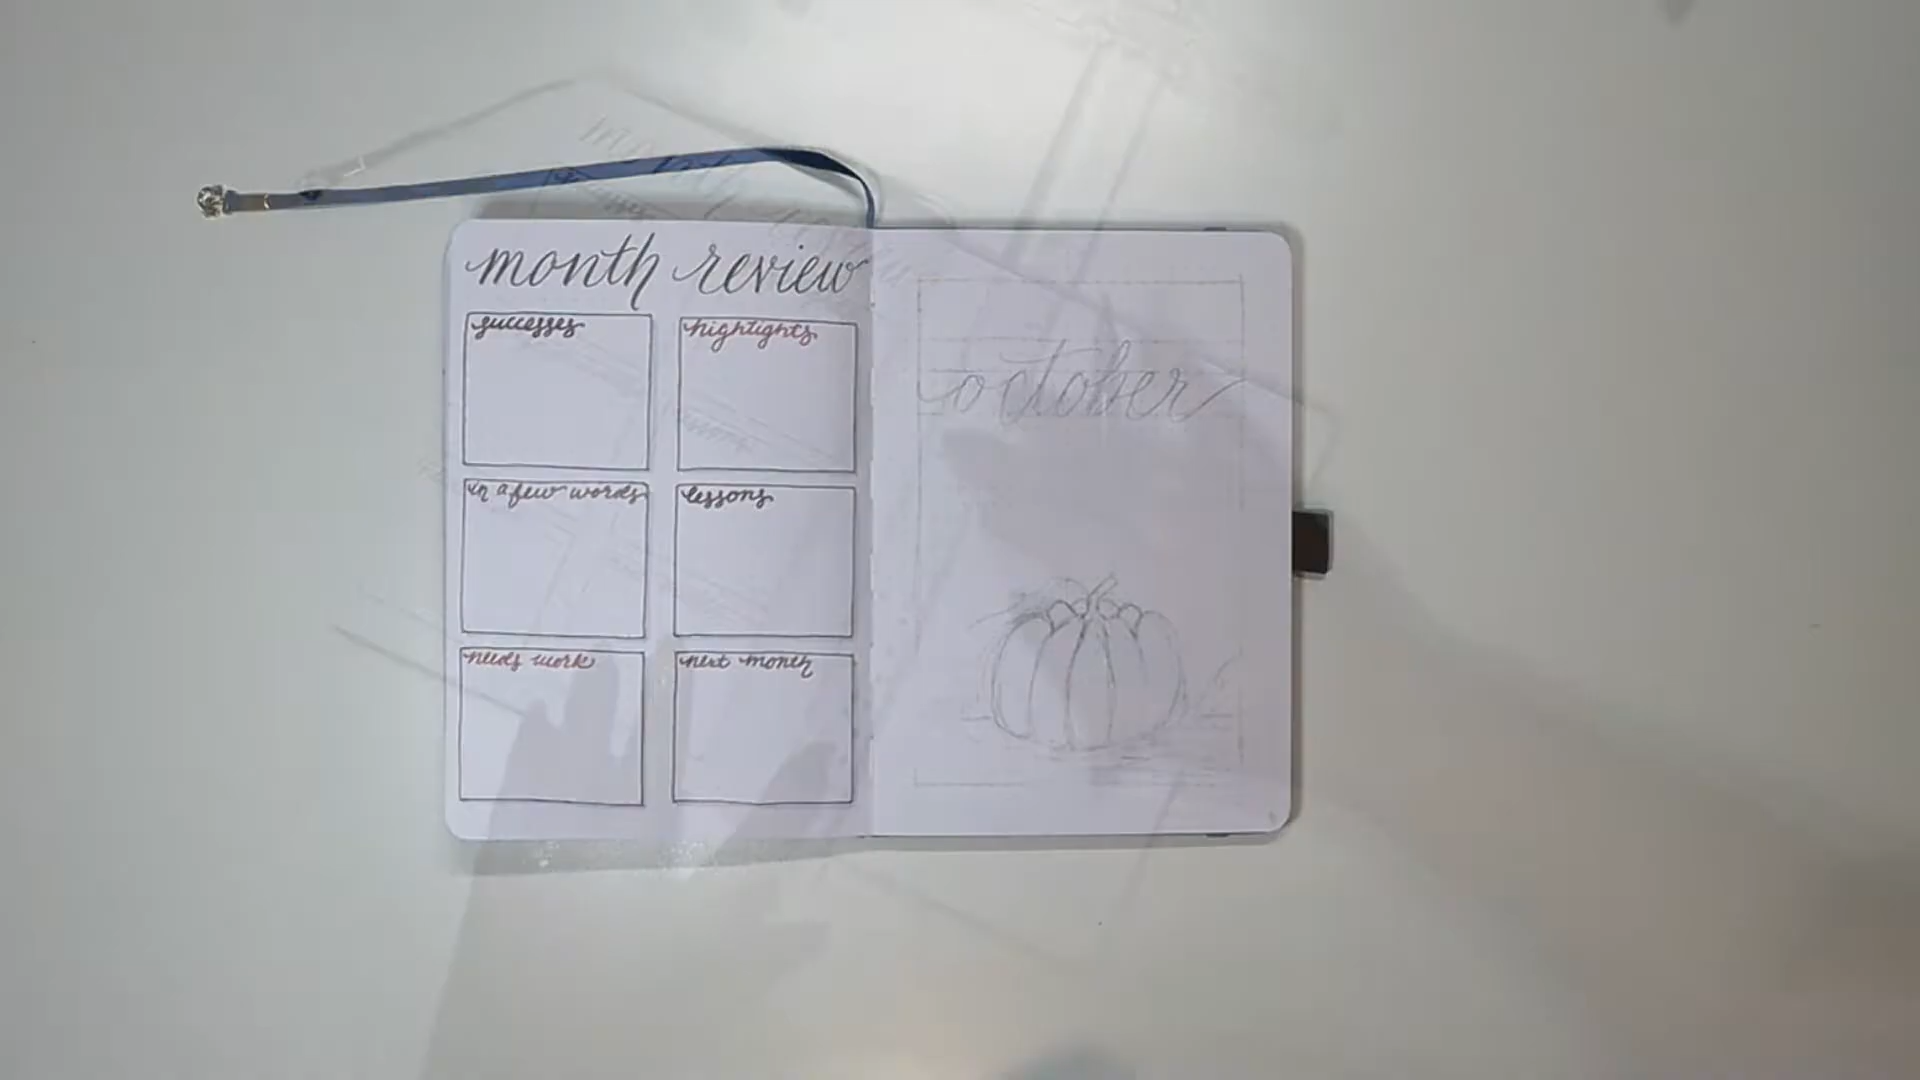 month review
successes
highlights
in a few words
lessons
needs work
next month
october